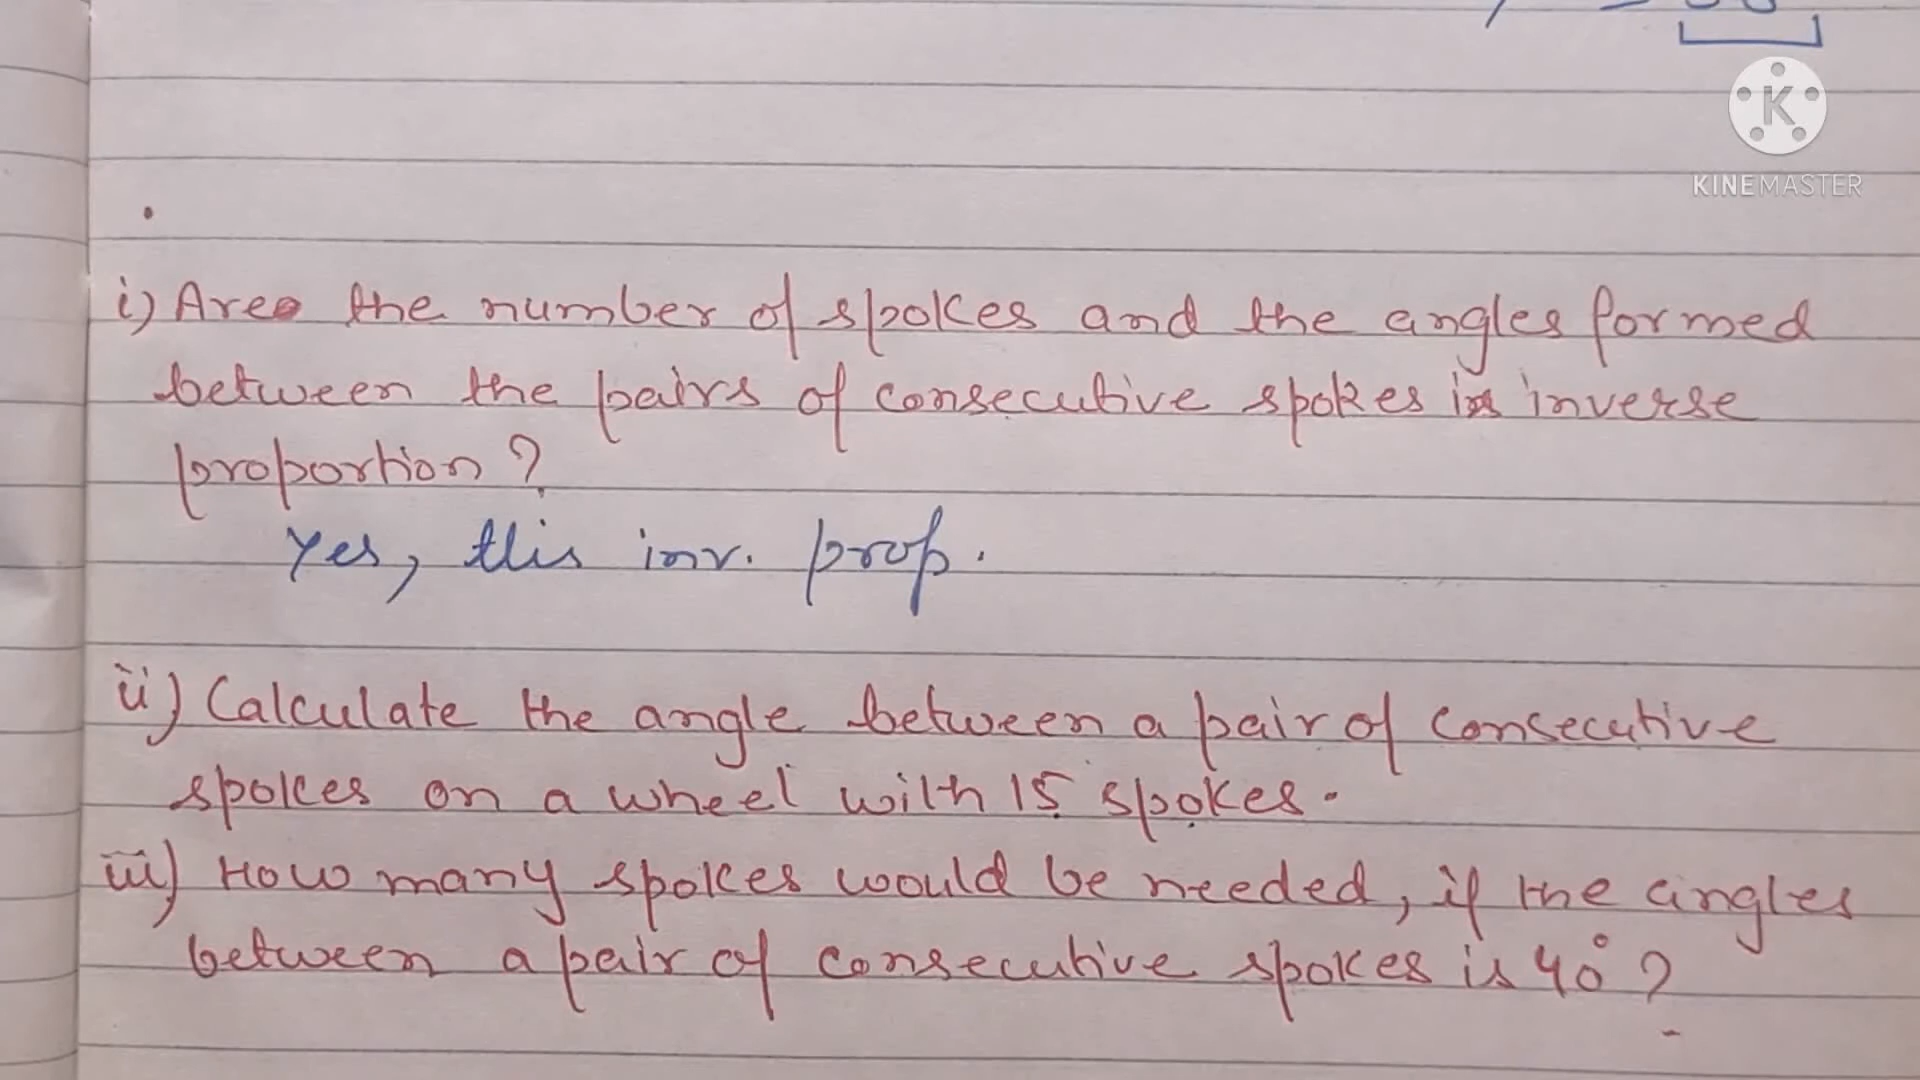 KINEMASTER
i) Are the number of spokes and the angles formed
between the pairs of consecutive spokes in inverse
proportion?
Yes, this inv. prop.
ii) Calculate the angle between a pair of consecutive
spokes on a wheel with 15 spokes.
iii) How many spokes would be needed, if the angles
between a pair of consecutive spokes is 40°?